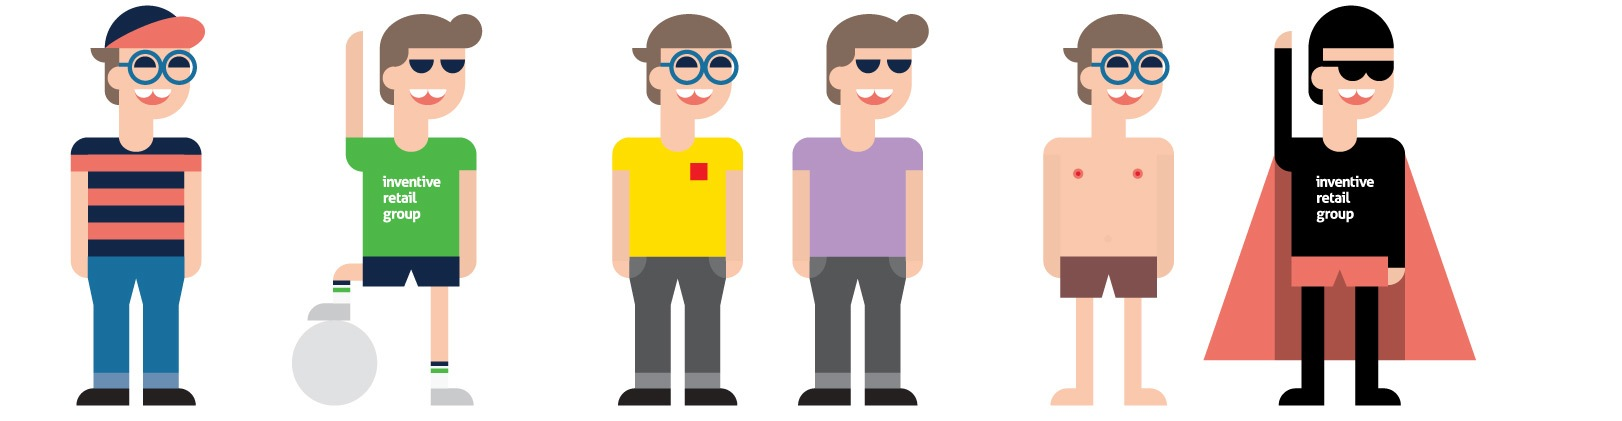 inventive
retail
group
inventive
retail
group